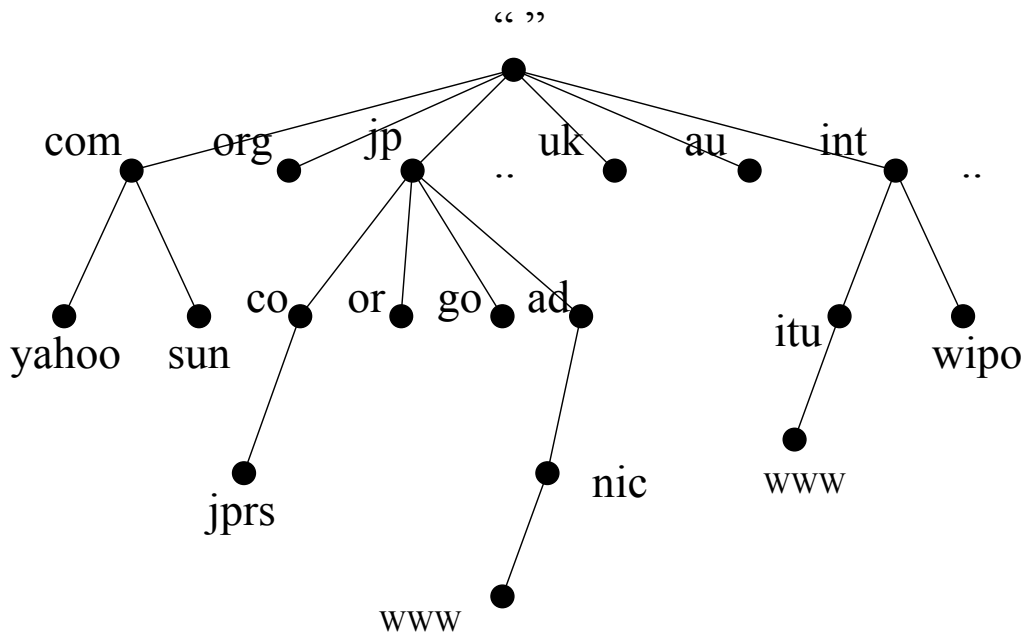 “ ”
com org jp .. uk au int ..
co or go ad itu
yahoo sun wipo
jprs nic www
www